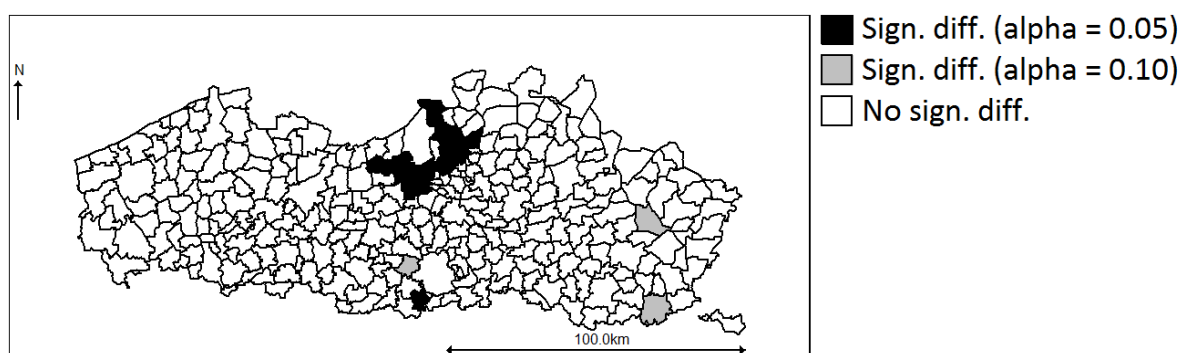 Sign. diff. (alpha = 0.05)
Sign. diff. (alpha = 0.10)
No sign. diff.
N
100.0km